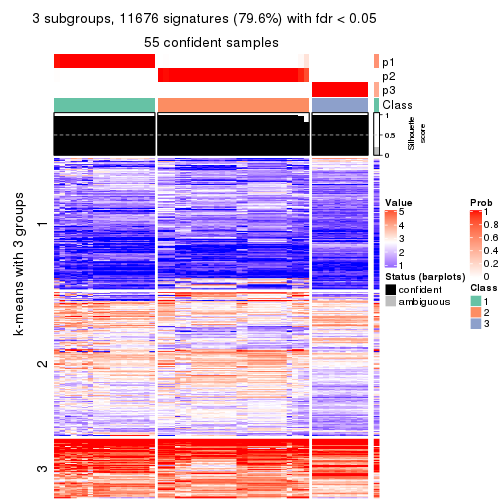 3 subgroups, 11676 signatures (79.6%) with fdr < 0.05
55 confident samples
p1
p2
p3
Class
1
0.5
0
Silhouette
score
k-means with 3 groups
1
2
3
Value
5
4
3
2
1
Status (barplots)
confident
ambiguous
Prob
1
0.8
0.6
0.4
0.2
0
Class
1
2
3